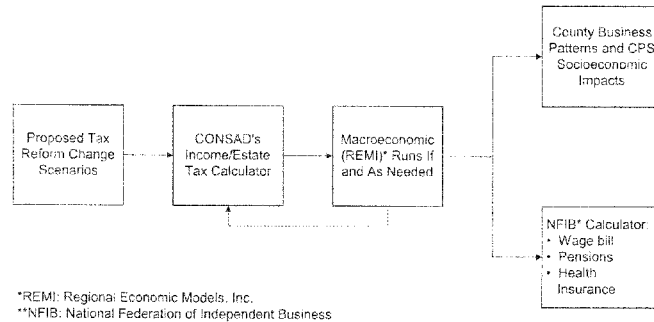 County Business
Patterns and CPS
Socioeconomic
Impacts
Proposed Tax
Reform Change
Scenarios
CONSAD's
Income/Estate
Tax Calculator
Macroeconomic
(REMI)* Runs If
and As Needed
NFIB* Calculator:
• Wage bill
• Pensions
• Health
Insurance
*REMI: Regional Economic Models, Inc.
**NFIB: National Federation of Independent Business